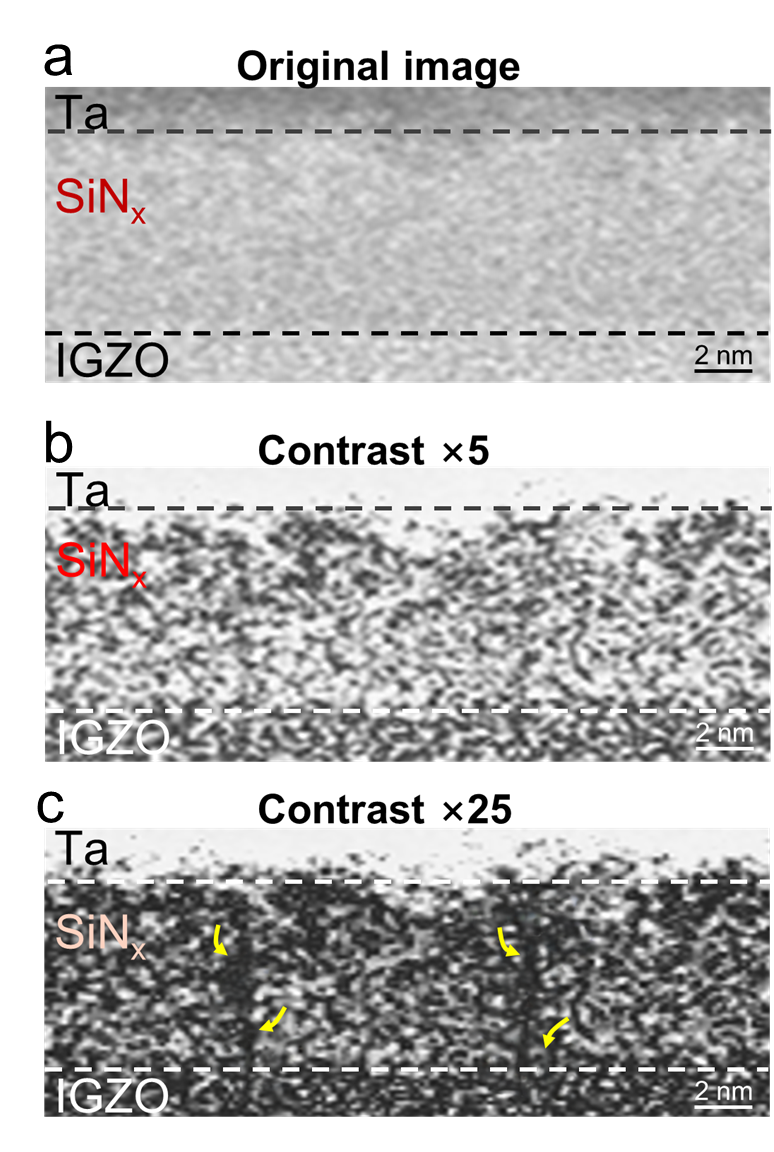 a
Original image
Ta
SiNx
IGZO
2 nm
b
Contrast ×5
Ta
SiNx
IGZO
2 nm
c
Contrast ×25
Ta
SiNx
IGZO
2 nm